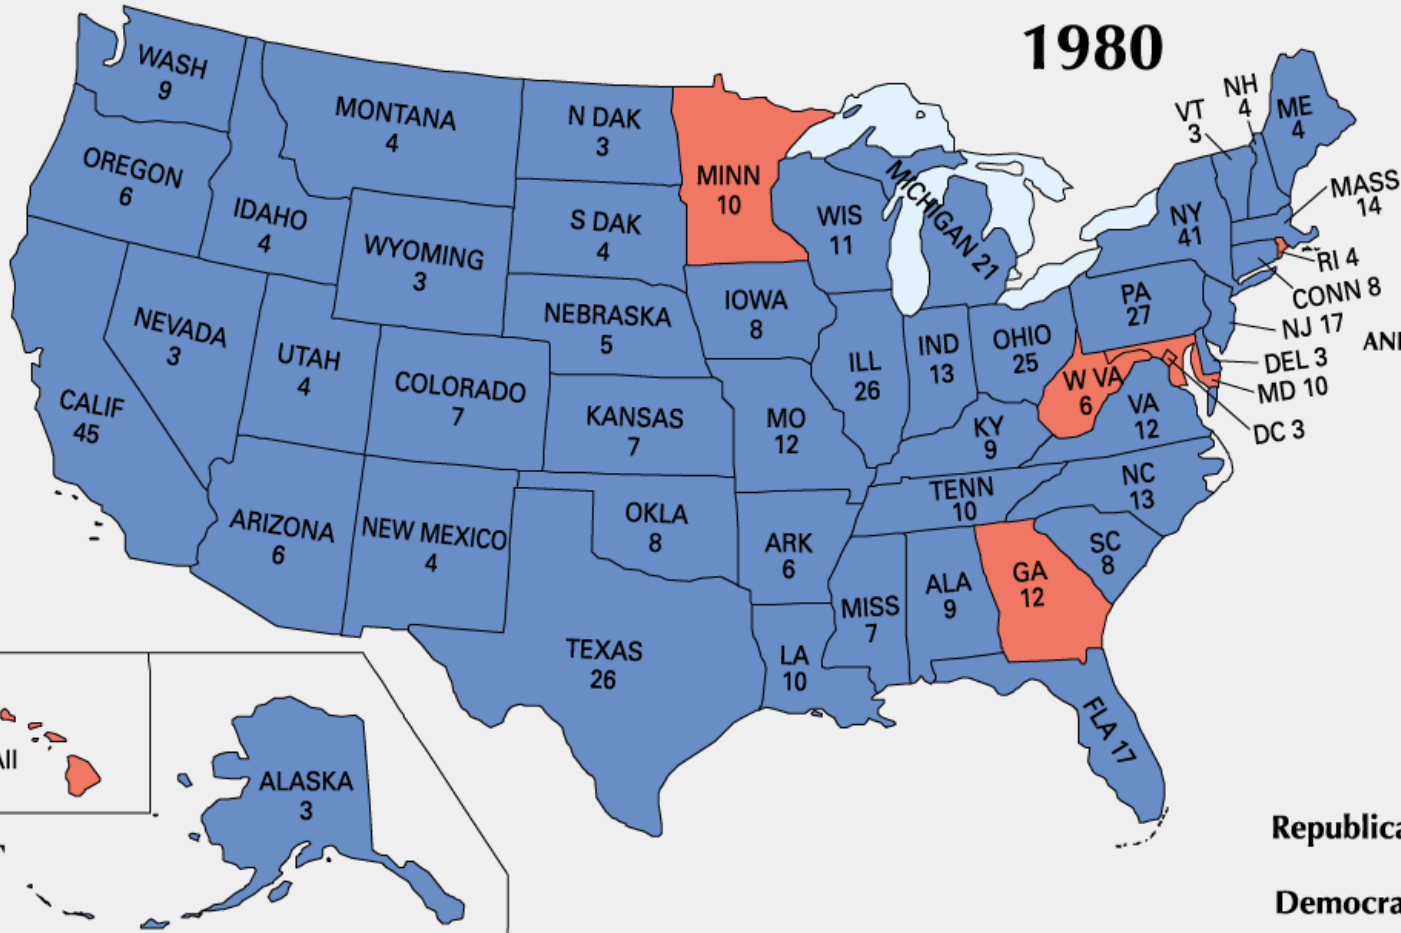 1980
WASH
9
OREGON
6
CALIF
45
IDAHO
4
NEVADA
3
MONTANA
4
WYOMING
3
UTAH
4
COLORADO
7
ARIZONA
6
NEW MEXICO
4
N DAK
3
S DAK
4
NEBRASKA
5
KANSAS
7
OKLA
8
TEXAS
26
MINN
10
IOWA
8
MO
12
ARK
6
LA
10
WIS
11
ILL
26
MICHIGAN 21
IND
13
OHIO
25
KY
9
TENN
10
MISS
7
ALA
9
GA
12
FLA 17
SC
8
NC
13
VA
12
W VA
6
PA
27
NY
41
VT
3
NH
4
ME
4
MASS
14
RI 4
CONN 8
NJ 17
DEL 3
MD 10
DC 3
ALASKA
3